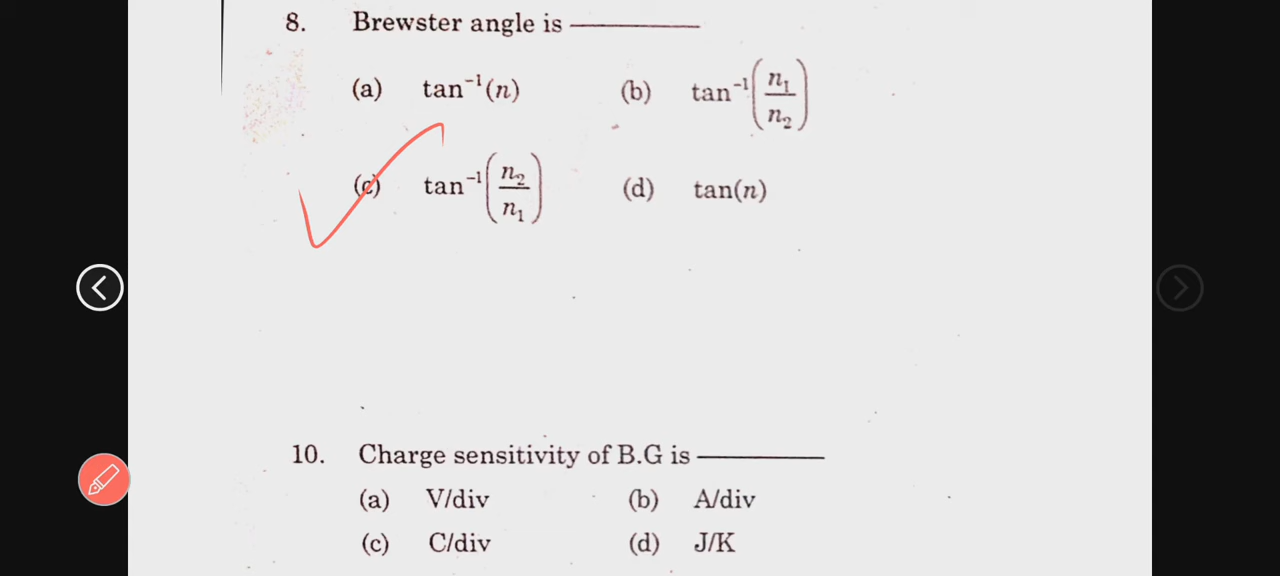 8. Brewster angle is ————
(a) tan⁻¹(n) (b) tan⁻¹(n₁/n₂)
(c) tan⁻¹(n₂/n₁) (d) tan(n)
10. Charge sensitivity of B.G is ————
(a) V/div (b) A/div
(c) C/div (d) J/K